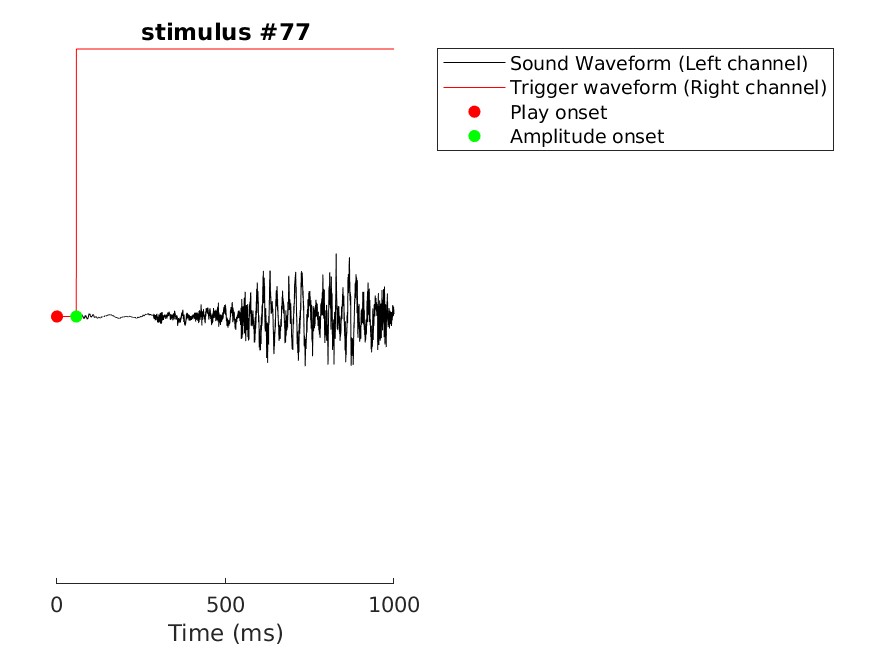 stimulus #77
Sound Waveform (Left channel)
Trigger waveform (Right channel)
Play onset
Amplitude onset
0 500 1000
Time (ms)